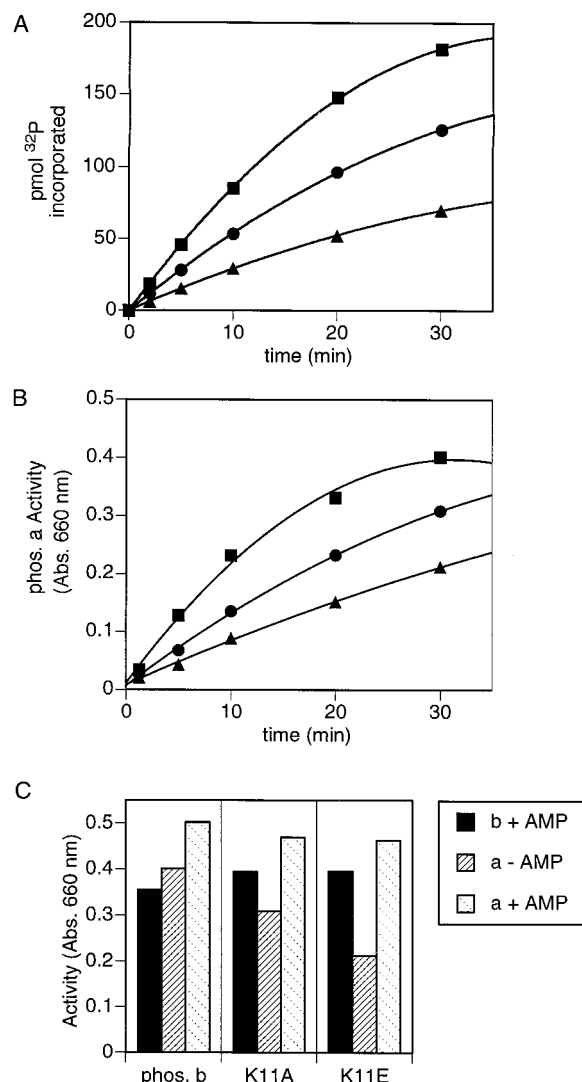 A
200
150
100
50
0
pmol ³²P
incorporated
0 10 20 30
time (min)
B
0.5
0.4
0.3
0.2
0.1
0
phos. a Activity
(Abs. 660 nm)
0 10 20 30
time (min)
C
0.5
0.4
0.3
0.2
0.1
0
Activity (Abs. 660 nm)
phos. b K11A K11E
b + AMP
a - AMP
a + AMP